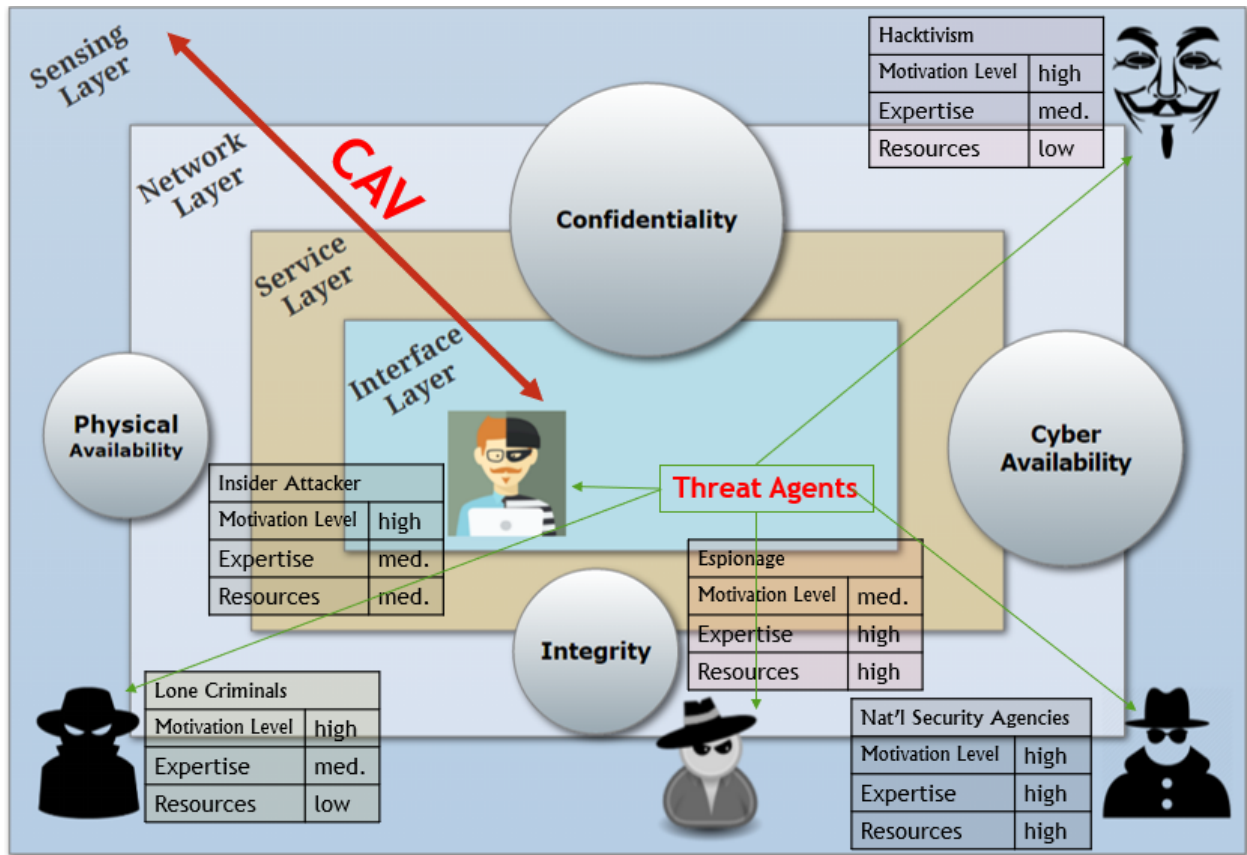 Sensing
Layer
Network
Layer
Service
Layer
Interface
Layer
CAV
Confidentiality
Hacktivism
Motivation Level high
Expertise med.
Resources low
Physical
Availability
Cyber
Availability
Threat Agents
Insider Attacker
Motivation Level high
Expertise med.
Resources med.
Espionage
Motivation Level med.
Expertise high
Resources high
Integrity
Lone Criminals
Motivation Level high
Expertise med.
Resources low
Nat'l Security Agencies
Motivation Level high
Expertise high
Resources high